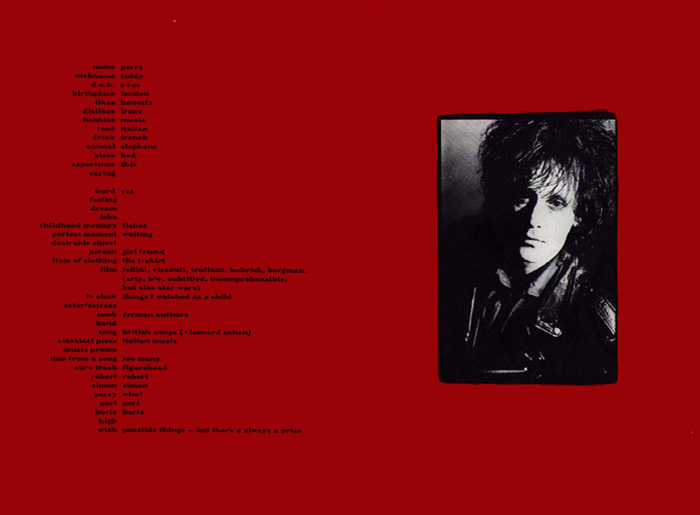 name perry
nickname teddy
d.o.b.
birthplace london
likes honesty
dislikes irony
hobbies music
food italian
drink french
animal elephant
place bed
experience this
saying
word yes
feeling
dream
joke
childhood memory fishes
perfect moment waiting
desirable object
person girl friend
item of clothing the t-shirt
film fellini, visconti, truffaut, kubrick, bergman.
(arty, b/w, subtitled, incomprehensible.
but also star wars)
tv show things i watched as a child
actor/actress
book german authors
band
song british songs (+ leonard cohen)
classical piece italian music
music promo
line from a song too many
cure track figurehead
robert robert
simon simon
perry who?
porl porl
boris boris
high
wish possible things – but there's always a price